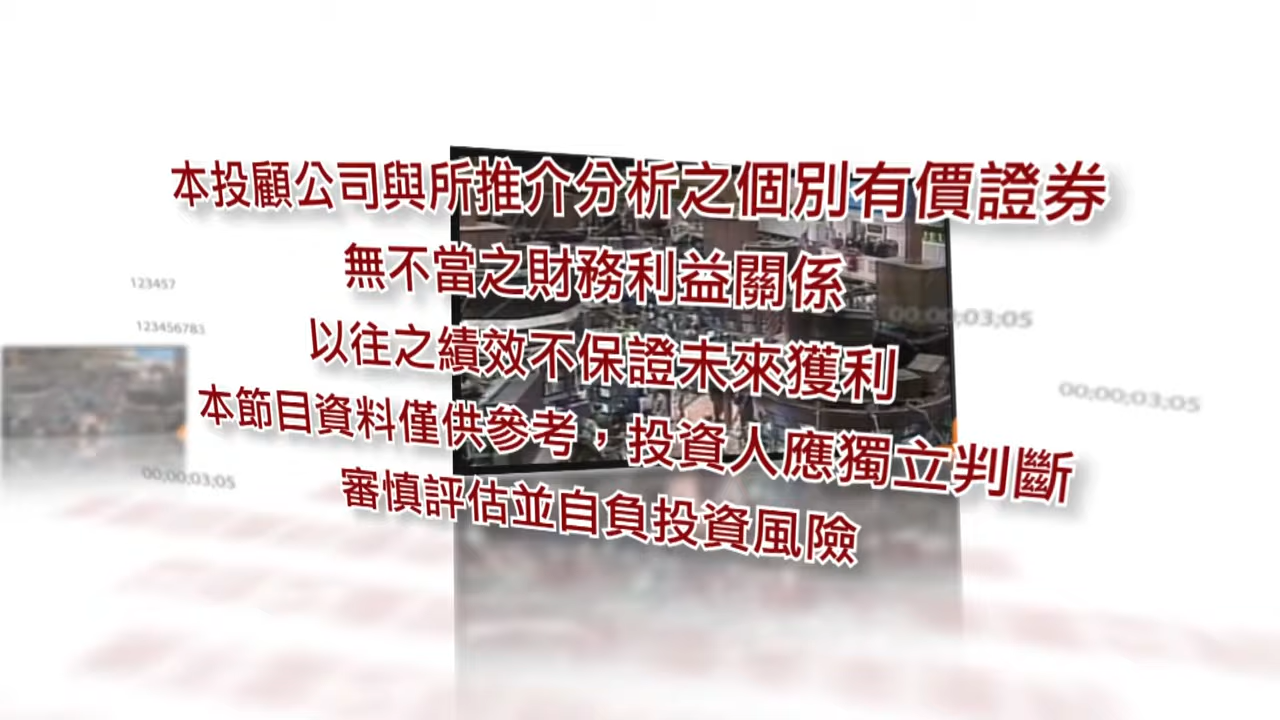 本投顧公司與所推介分析之個別有價證券
無不當之財務利益關係
以往之績效不保證未來獲利
本節目資料僅供參考，投資人應獨立判斷
審慎評估並自負投資風險
123457
123456783
00;00;03;05
00;00;03;05
00;00;03;05